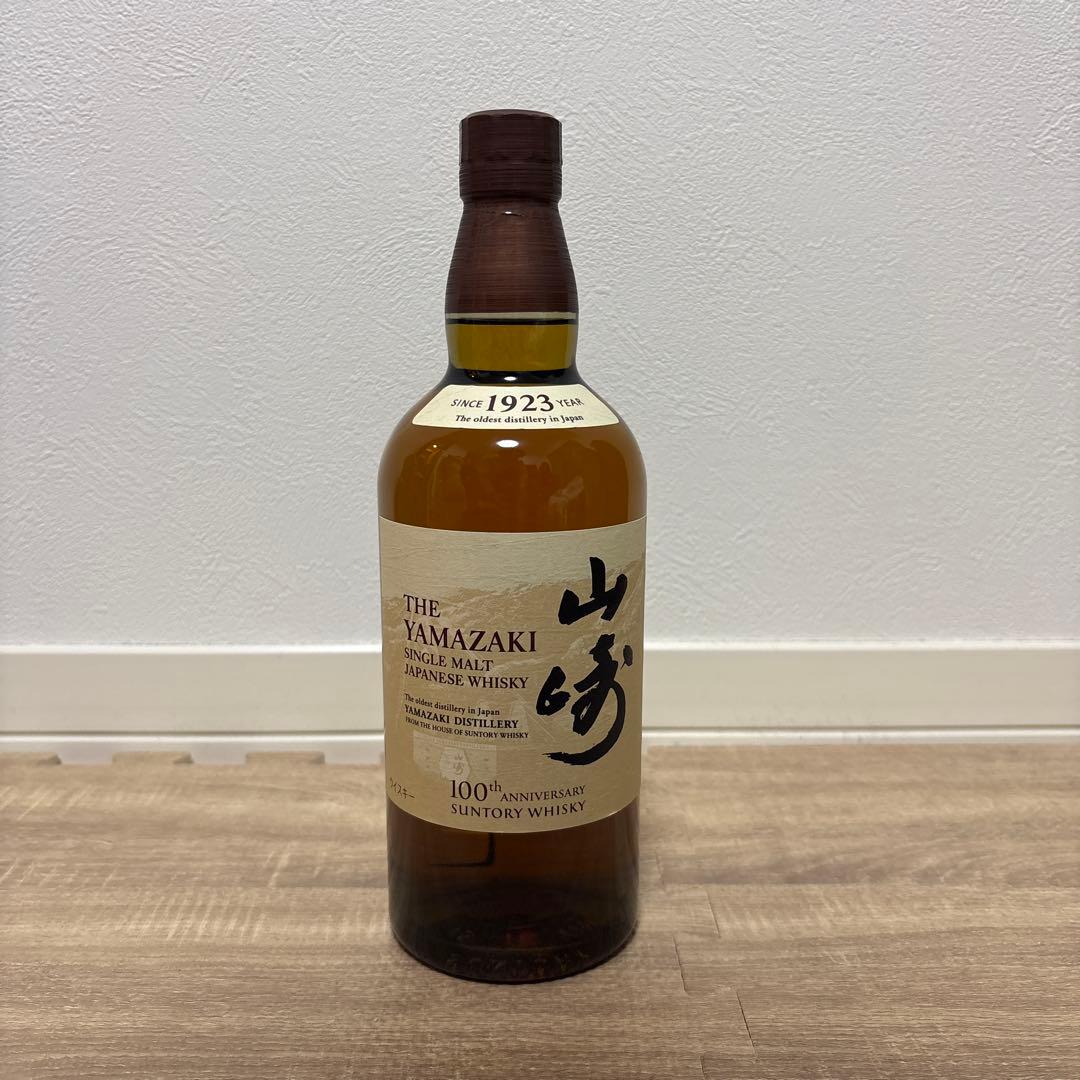 SINCE 1923 YEAR
The oldest distillery in Japan
THE
YAMAZAKI
SINGLE MALT
JAPANESE WHISKY
山崎
The oldest distillery in Japan
YAMAZAKI DISTILLERY
FROM THE HOUSE OF SUNTORY WHISKY
ウイスキー
100th ANNIVERSARY
SUNTORY WHISKY